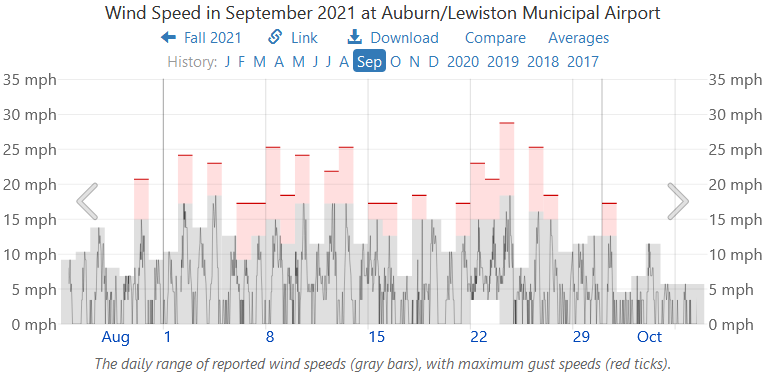 Wind Speed in September 2021 at Auburn/Lewiston Municipal Airport
Fall 2021 Link Download Compare Averages
History: J F M A M J J A Sep O N D 2020 2019 2018 2017
35 mph 35 mph
30 mph 30 mph
25 mph 25 mph
20 mph 20 mph
15 mph 15 mph
10 mph 10 mph
5 mph 5 mph
0 mph 0 mph
Aug 1 8 15 22 29 Oct
The daily range of reported wind speeds (gray bars), with maximum gust speeds (red ticks).